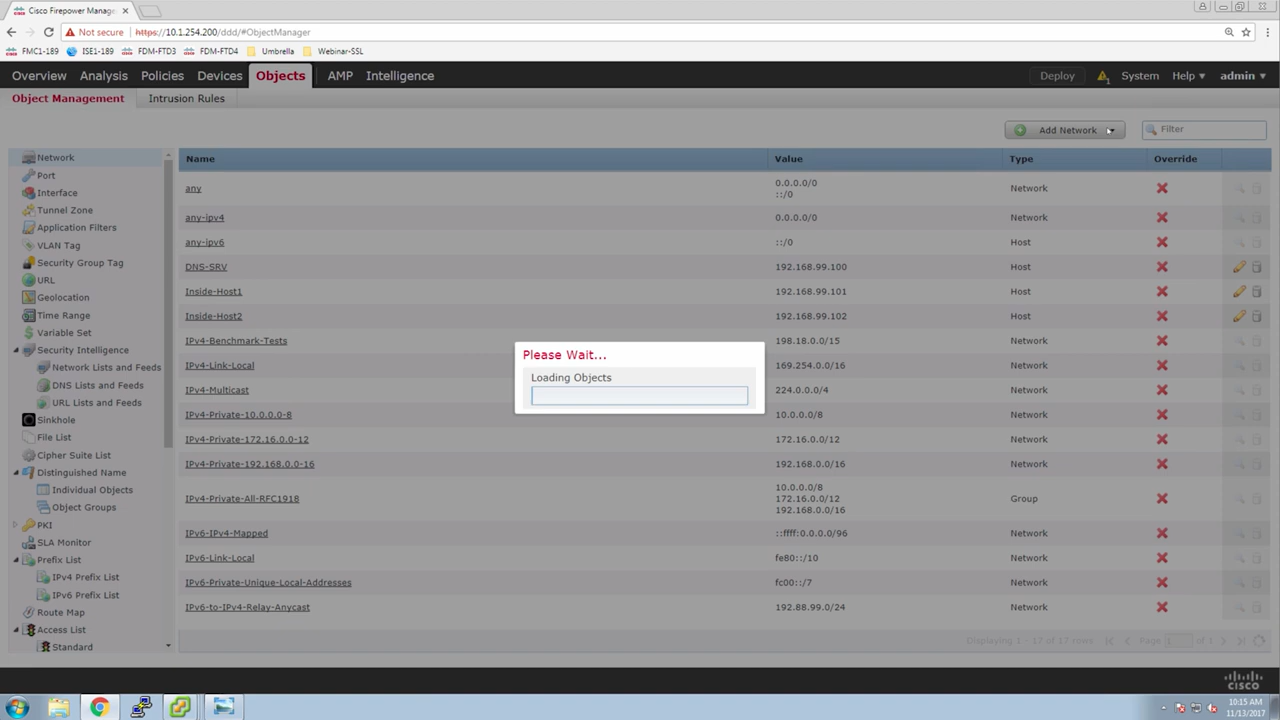 Cisco Firepower Manage
Not secure https://10.1.254.200/ddd/#ObjectManager
FMC1-189 ISE1-189 FDM-FTD3 FDM-FTD4 Umbrella Webinar-SSL
Overview Analysis Policies Devices Objects AMP Intelligence Deploy 1 System Help admin
Object Management Intrusion Rules
Add Network Filter
Name Value Type Override
Network
Port
Interface
Tunnel Zone
Application Filters
VLAN Tag
Security Group Tag
URL
Geolocation
Time Range
Variable Set
Security Intelligence
Network Lists and Feeds
DNS Lists and Feeds
URL Lists and Feeds
Sinkhole
File List
Cipher Suite List
Distinguished Name
Individual Objects
Object Groups
PKI
SLA Monitor
Prefix List
IPv4 Prefix List
IPv6 Prefix List
Route Map
Access List
Standard
any 0.0.0.0/0 Network
::/0
any-ipv4 0.0.0.0/0 Network
any-ipv6 ::/0 Host
DNS-SRV 192.168.99.100 Host
Inside-Host1 192.168.99.101 Host
Inside-Host2 192.168.99.102 Host
IPv4-Benchmark-Tests 198.18.0.0/15 Network
IPv4-Link-Local 169.254.0.0/16 Network
IPv4-Multicast 224.0.0.0/4 Network
IPv4-Private-10.0.0.0-8 10.0.0.0/8 Network
IPv4-Private-172.16.0.0-12 172.16.0.0/12 Network
IPv4-Private-192.168.0.0-16 192.168.0.0/16 Network
IPv4-Private-All-RFC1918 10.0.0.0/8 Group
172.16.0.0/12
192.168.0.0/16
IPv6-IPv4-Mapped ::ffff:0.0.0.0/96 Network
IPv6-Link-Local fe80::/10 Network
IPv6-Private-Unique-Local-Addresses fc00::/7 Network
IPv6-to-IPv4-Relay-Anycast 192.88.99.0/24 Network
Please Wait...
Loading Objects
Displaying 1 - 17 of 17 rows Page 1 of 1
CISCO
10:15 AM
11/13/2017